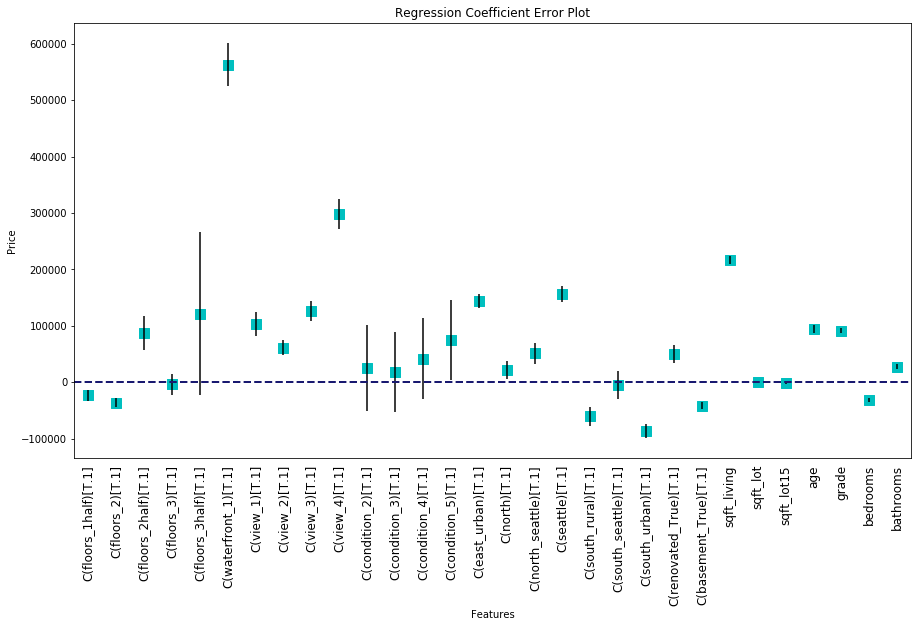 Regression Coefficient Error Plot
Price
600000
500000
400000
300000
200000
100000
0
−100000
C(floors_1half)[T.1]
C(floors_2)[T.1]
C(floors_2half)[T.1]
C(floors_3)[T.1]
C(floors_3half)[T.1]
C(waterfront_1)[T.1]
C(view_1)[T.1]
C(view_2)[T.1]
C(view_3)[T.1]
C(view_4)[T.1]
C(condition_2)[T.1]
C(condition_3)[T.1]
C(condition_4)[T.1]
C(condition_5)[T.1]
C(east_urban)[T.1]
C(north)[T.1]
C(north_seattle)[T.1]
C(seattle)[T.1]
C(south_rural)[T.1]
C(south_seattle)[T.1]
C(south_urban)[T.1]
C(renovated_True)[T.1]
C(basement_True)[T.1]
sqft_living
sqft_lot
sqft_lot15
age
grade
bedrooms
bathrooms
Features